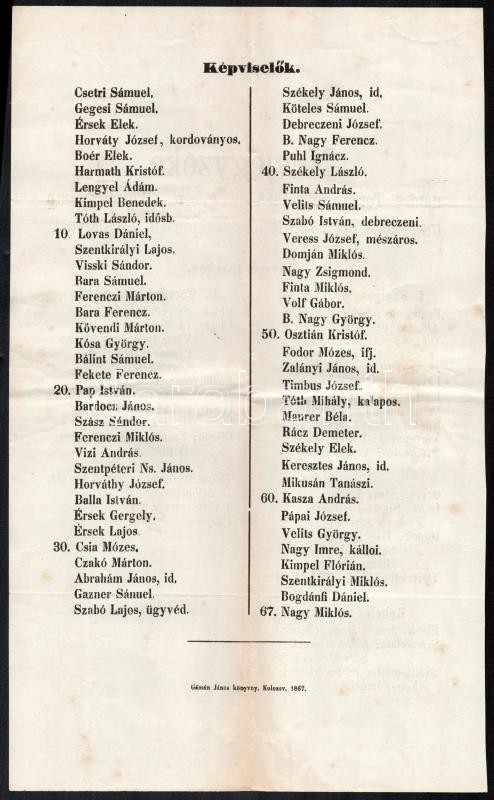 Képviselők.
Csetri Sámuel.
Gegesi Sámuel.
Érsek Elek.
Horváty József, kordoványos.
Boér Elek.
Harmath Kristóf.
Lengyel Ádám.
Kimpel Benedek.
Tóth László, idősb.
10. Lovas Dániel,
Szentkirályi Lajos.
Visski Sándor.
Bara Sámuel.
Ferenczi Márton.
Bara Ferencz.
Kövendi Márton.
Kósa György.
Bálint Sámuel.
Fekete Ferencz.
20. Pap István.
Bardocz János.
Szász Sándor.
Ferenczi Miklós.
Vizi András.
Szentpéteri Ns. János.
Horváthy József.
Balla István.
Érsek Gergely.
Érsek Lajos
30. Csia Mózes.
Czakó Márton.
Abrahám János, id.
Gazner Sámuel.
Szabó Lajos, ügyvéd.
Székely János, id.
Köteles Sámuel.
Debreczeni József.
B. Nagy Ferencz.
Puhl Ignácz.
40. Székely László.
Finta András.
Velits Sámuel.
Szabó István, debreczeni.
Veress József, mészáros.
Domján Miklós.
Nagy Zsigmond.
Finta Miklós.
Volf Gábor.
B. Nagy György.
50. Osztián Kristóf.
Fodor Mózes, ifj.
Zalányi János, id.
Timbus József.
Tóth Mihály, kalapos.
Maurer Béla.
Rácz Demeter.
Székely Elek.
Keresztes János, id.
Mikusán Tanászi.
60. Kasza András.
Pápai József.
Velits György.
Nagy Imre, kálloi.
Kimpel Flórián.
Szentkirályi Miklós.
Bogdánfi Dániel.
67. Nagy Miklós.
Gámán János könyvny. Kolozsv. 1867.